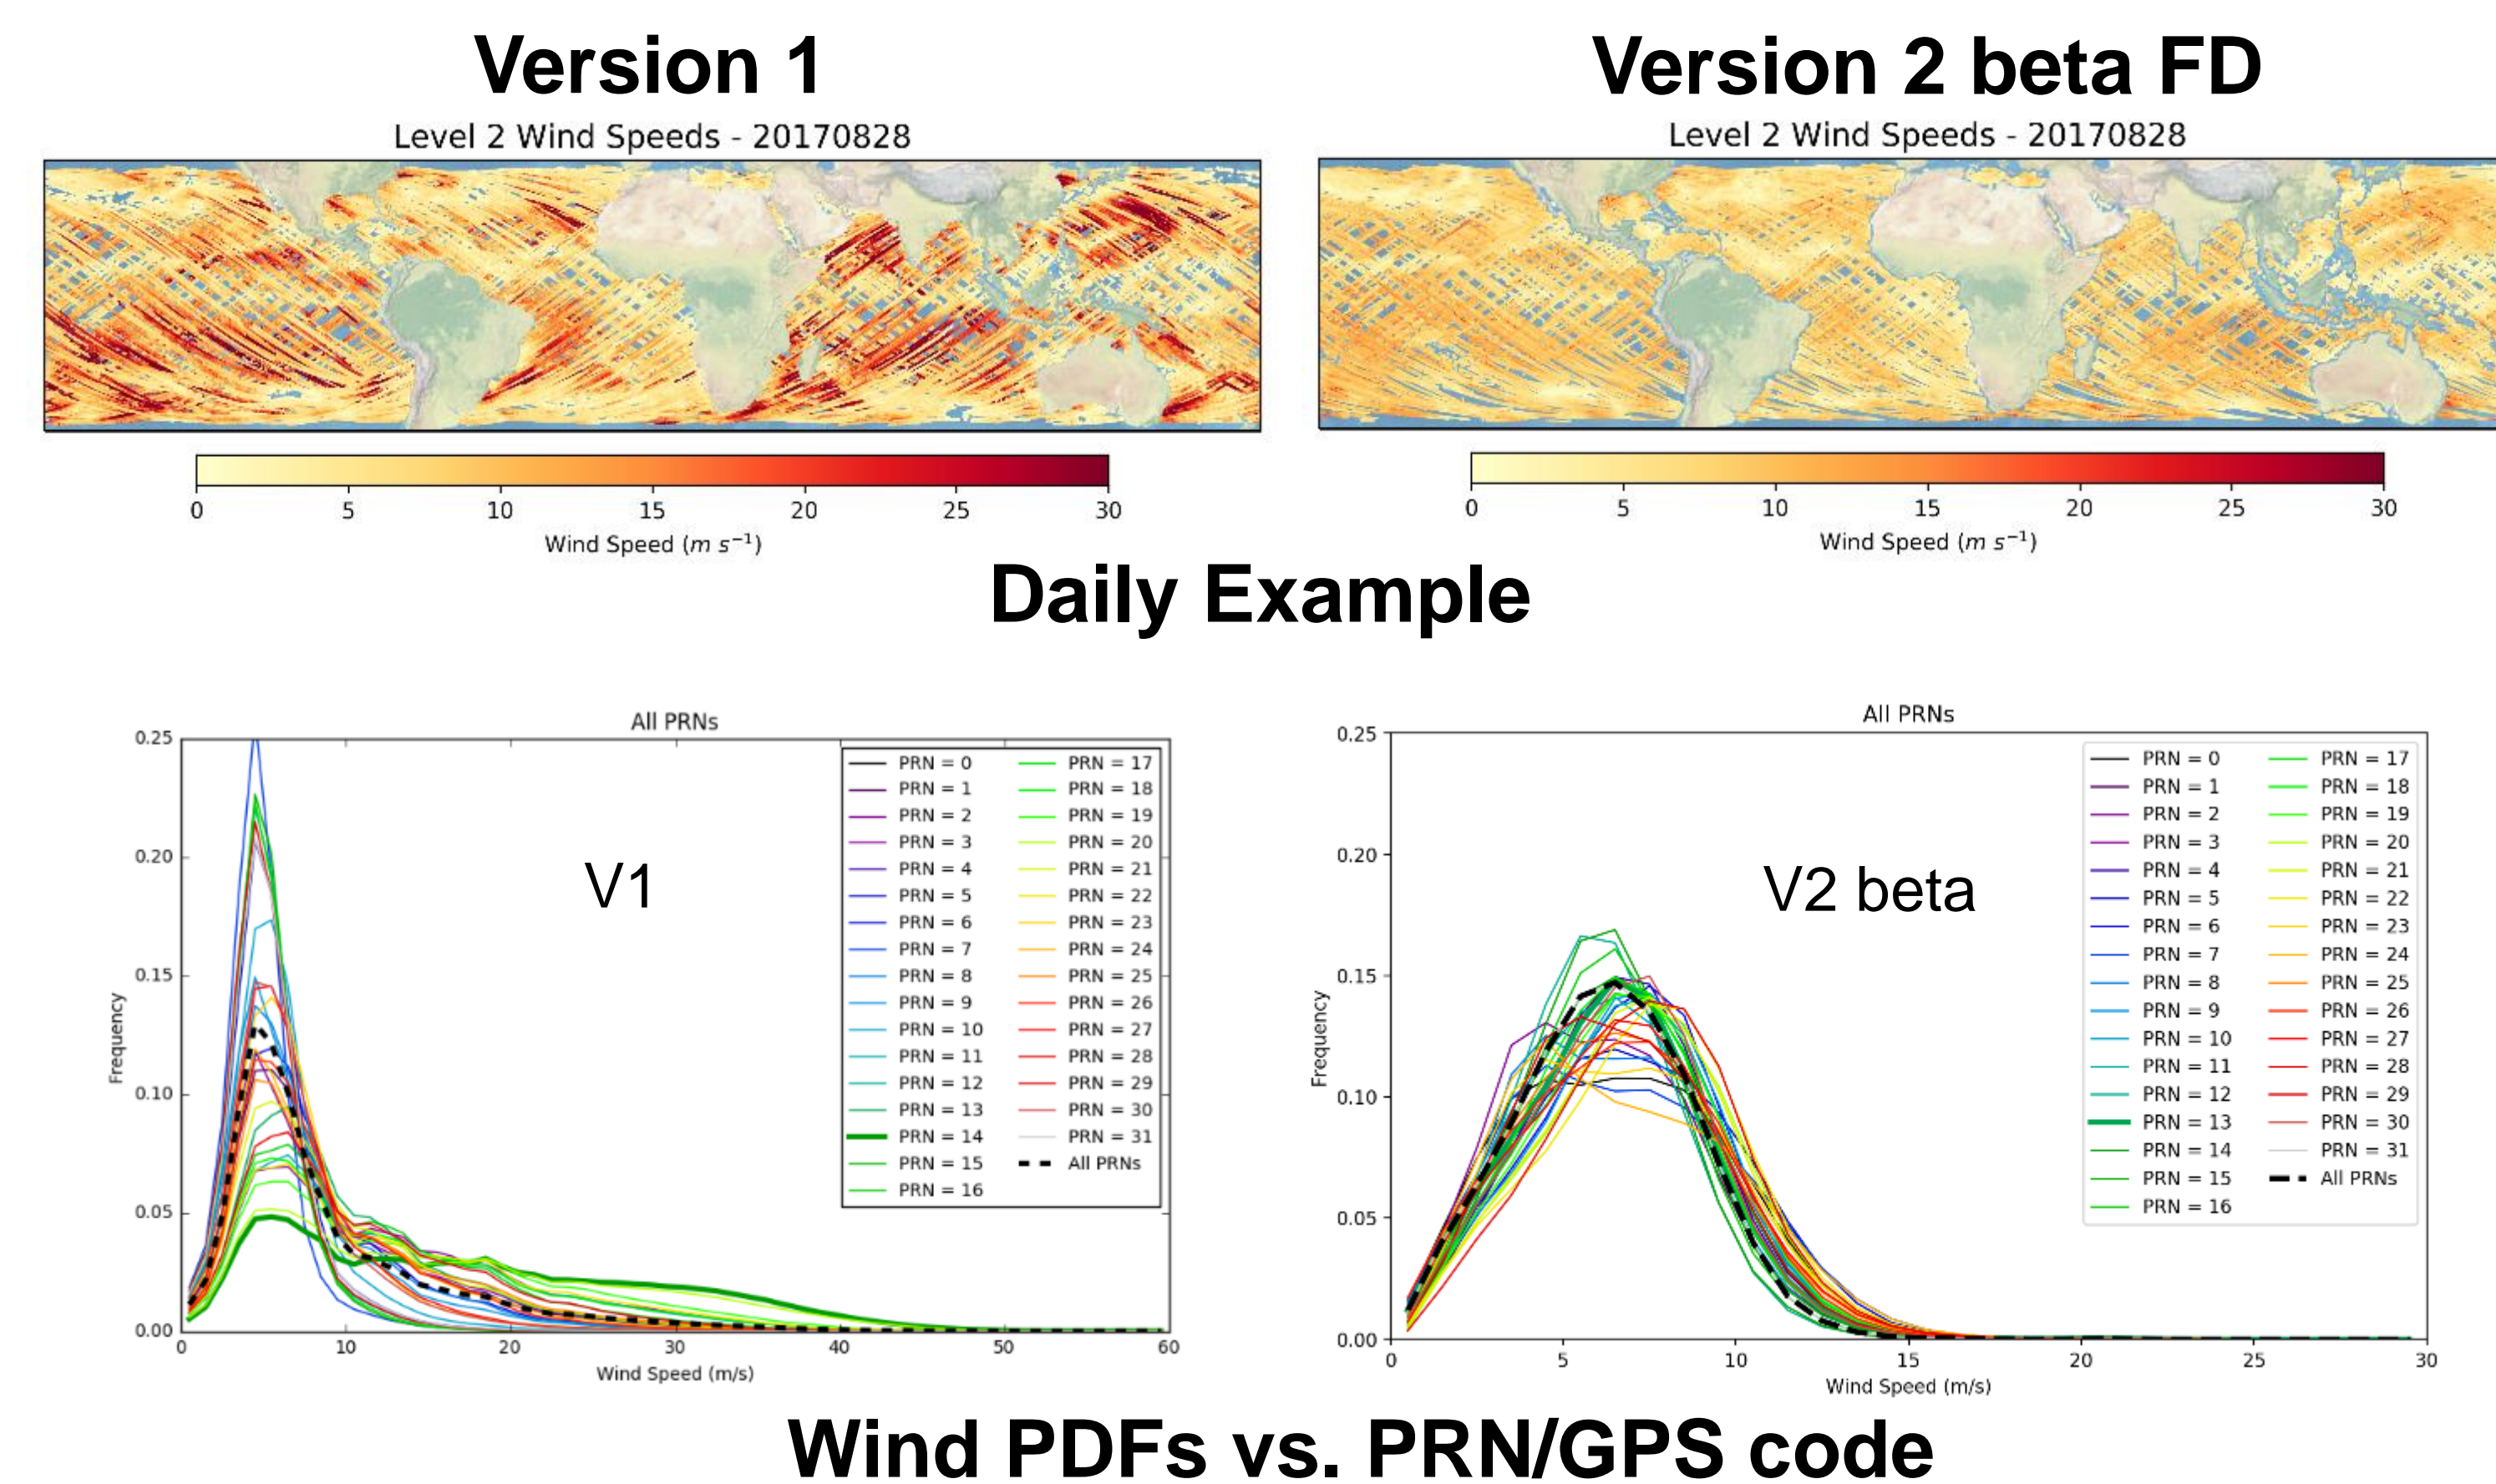 Version 1
Version 2 beta FD
Level 2 Wind Speeds - 20170828
Level 2 Wind Speeds - 20170828
0 5 10 15 20 25 30
Wind Speed (m s⁻¹)
0 5 10 15 20 25 30
Wind Speed (m s⁻¹)
Daily Example
All PRNs
0.25
0.20
0.15
0.10
0.05
0.00
Frequency
V1
PRN = 0 PRN = 17
PRN = 1 PRN = 18
PRN = 2 PRN = 19
PRN = 3 PRN = 20
PRN = 4 PRN = 21
PRN = 5 PRN = 22
PRN = 6 PRN = 23
PRN = 7 PRN = 24
PRN = 8 PRN = 25
PRN = 9 PRN = 26
PRN = 10 PRN = 27
PRN = 11 PRN = 28
PRN = 12 PRN = 29
PRN = 13 PRN = 30
PRN = 14 PRN = 31
PRN = 15 All PRNs
PRN = 16
0 10 20 30 40 50 60
Wind Speed (m/s)
All PRNs
0.25
0.20
0.15
0.10
0.05
0.00
Frequency
V2 beta
PRN = 0 PRN = 17
PRN = 1 PRN = 18
PRN = 2 PRN = 19
PRN = 3 PRN = 20
PRN = 4 PRN = 21
PRN = 5 PRN = 22
PRN = 6 PRN = 23
PRN = 7 PRN = 24
PRN = 8 PRN = 25
PRN = 9 PRN = 26
PRN = 10 PRN = 27
PRN = 11 PRN = 28
PRN = 12 PRN = 29
PRN = 13 PRN = 30
PRN = 14 PRN = 31
PRN = 15 All PRNs
PRN = 16
0 5 10 15 20 25 30
Wind Speed (m/s)
Wind PDFs vs. PRN/GPS code